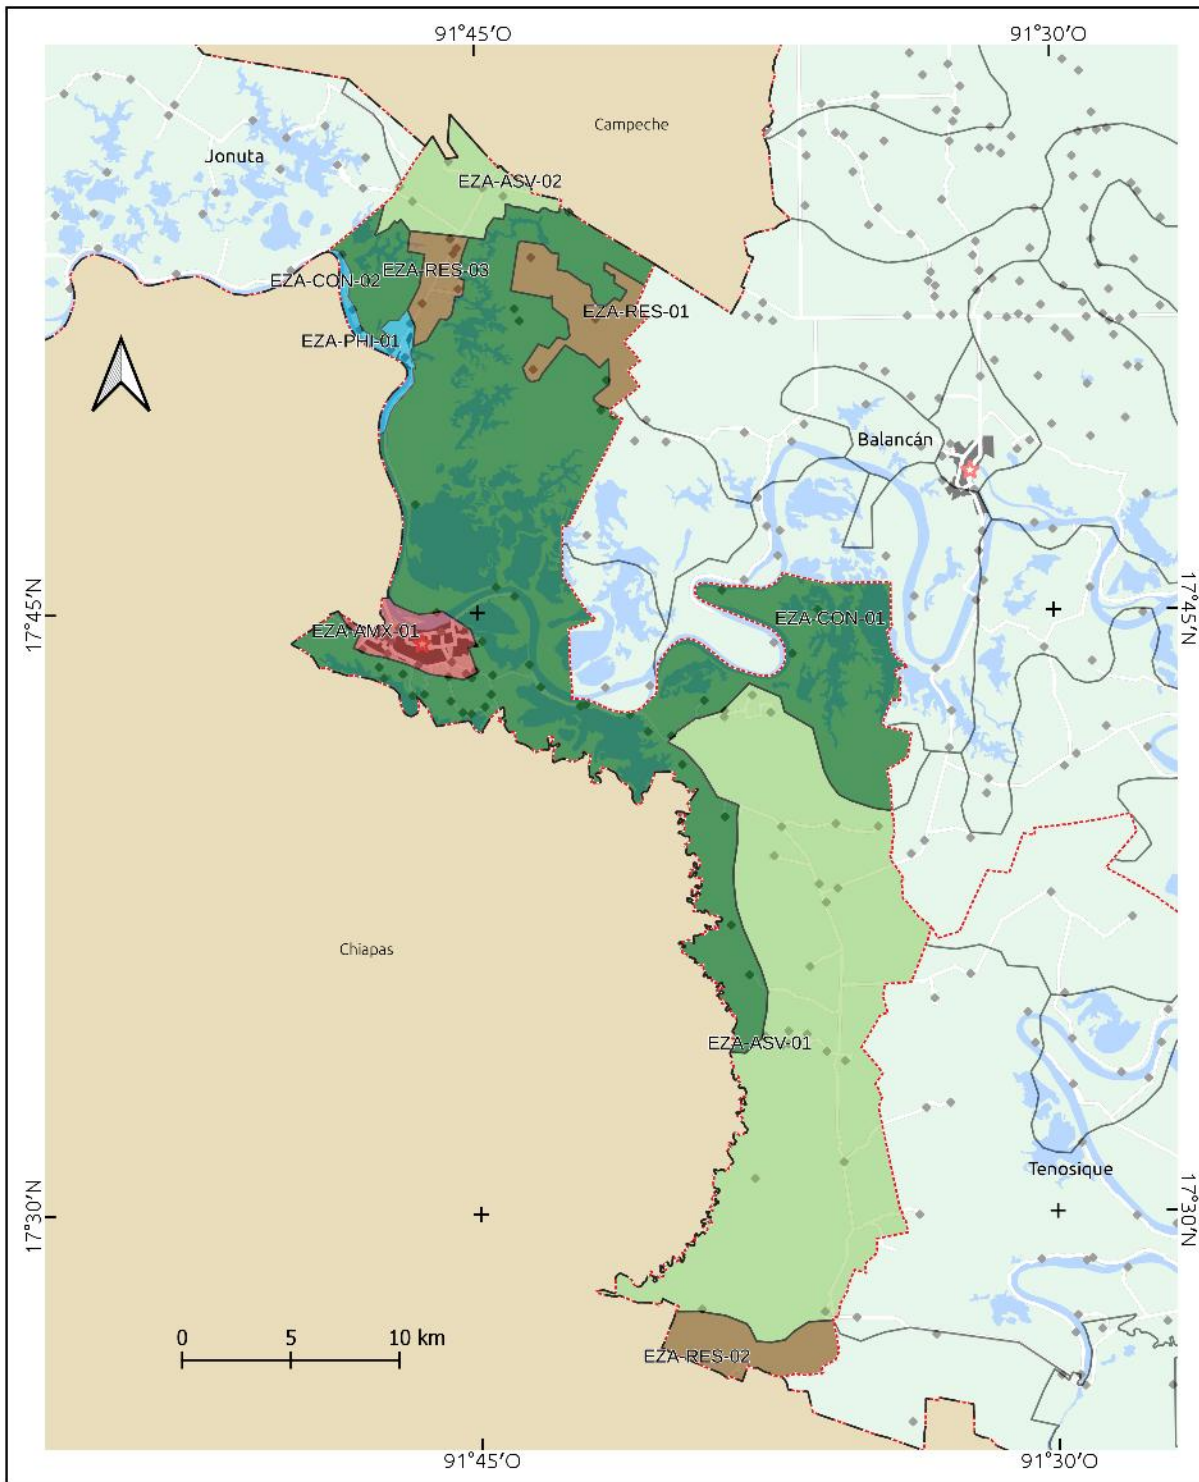 91°45′O
91°30′O
Campeche
Jonuta
EZA-ASV-02
EZA-CON-02
EZA-RES-03
EZA-RES-01
EZA-PHI-01
Balancán
17°45′N
17°45′N
EZA-AMX-01
EZA-CON-01
Chiapas
EZA-ASV-01
Tenosique
17°30′N
17°30′N
0 5 10 km
EZA-RES-02
91°45′O
91°30′O